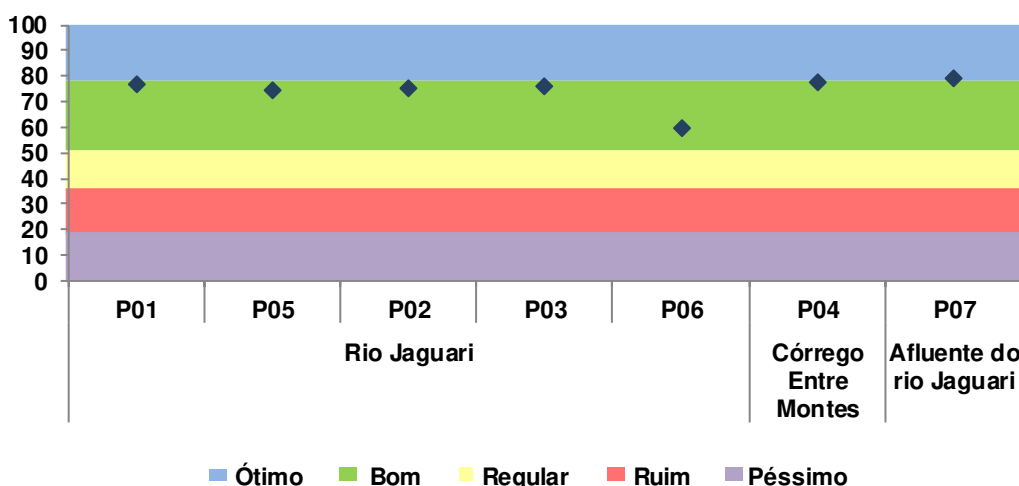 100
90
80
70
60
50
40
30
20
10
0
P01 P05 P02 P03 P06 P04 P07
Rio Jaguari
Córrego
Entre
Montes
Afluente do
rio Jaguari
Ótimo Bom Regular Ruim Péssimo